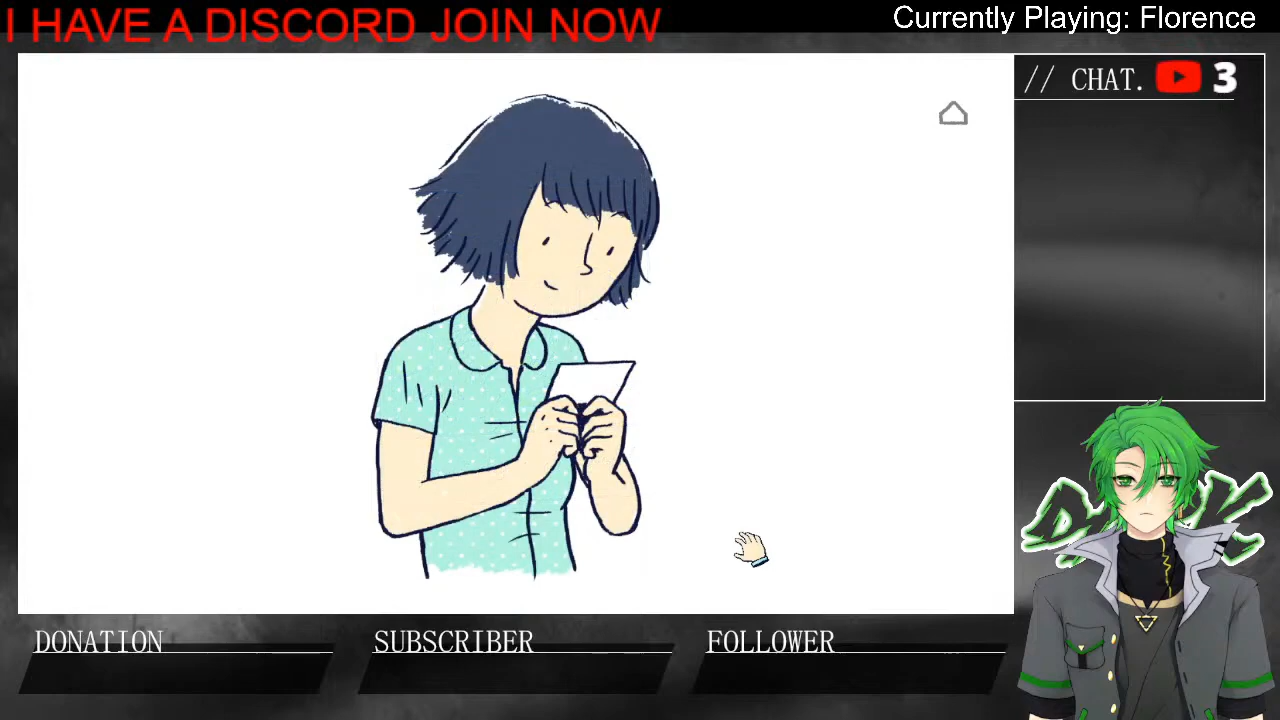 I HAVE A DISCORD JOIN NOW
Currently Playing: Florence
// CHAT. 3
DONATION
SUBSCRIBER
FOLLOWER